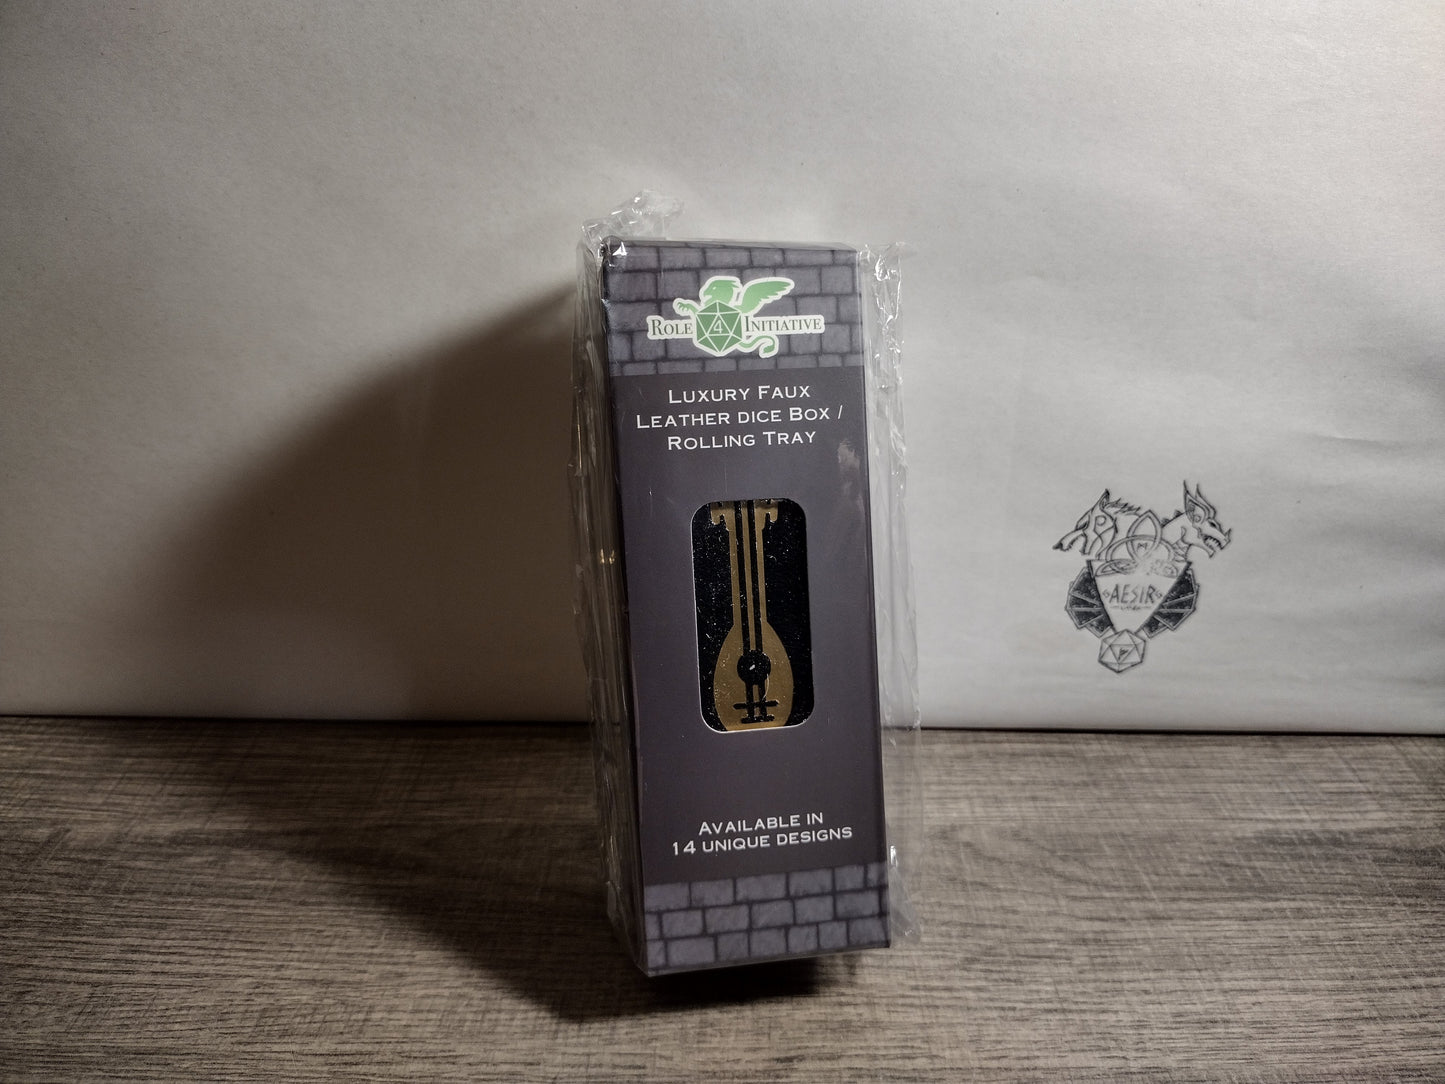 ROLE 4 INITIATIVE
LUXURY FAUX
LEATHER DICE BOX /
ROLLING TRAY
AVAILABLE IN
14 UNIQUE DESIGNS
AESIR